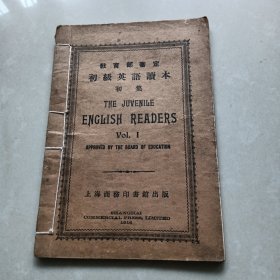 教育部審定
初級英語讀本
初集
THE JUVENILE
ENGLISH READERS
Vol. I
APPROVED BY THE BOARD OF EDUCATION
上海商務印書館出版
SHANGHAI
COMMERCIAL PRESS, LIMITED